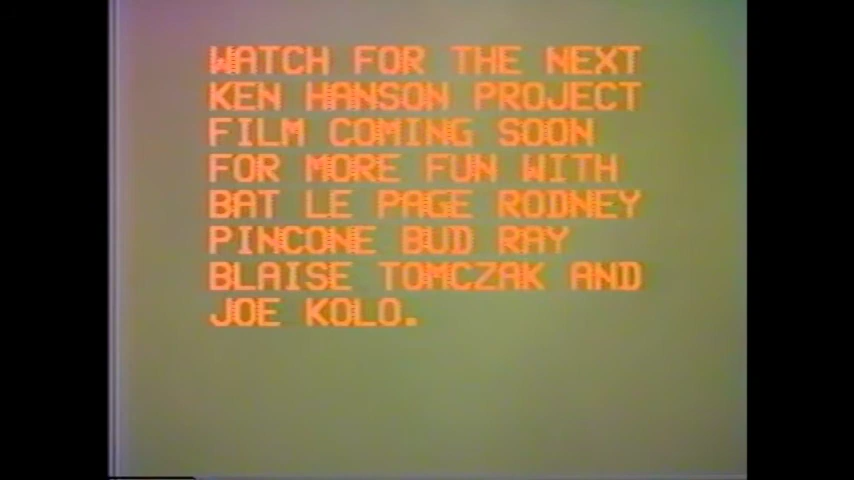 WATCH FOR THE NEXT
KEN HANSON PROJECT
FILM COMING SOON
FOR MORE FUN WITH
BAT LE PAGE RODNEY
PINCONE BUD RAY
BLAISE TOMCZAK AND
JOE KOLO.